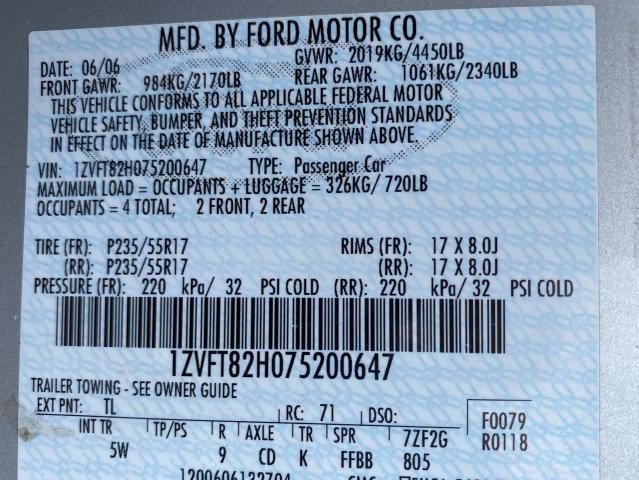 MFD. BY FORD MOTOR CO.
DATE: 06/06 GVWR: 2019KG/4450LB
FRONT GAWR: 984KG/2170LB REAR GAWR: 1061KG/2340LB
THIS VEHICLE CONFORMS TO ALL APPLICABLE FEDERAL MOTOR
VEHICLE SAFETY, BUMPER, AND THEFT PREVENTION STANDARDS
IN EFFECT ON THE DATE OF MANUFACTURE SHOWN ABOVE.
VIN: 1ZVFT82H075200647 TYPE: Passenger Car
MAXIMUM LOAD = OCCUPANTS + LUGGAGE = 326KG/ 720LB
OCCUPANTS = 4 TOTAL; 2 FRONT, 2 REAR
TIRE (FR): P235/55R17 RIMS (FR): 17 X 8.0J
(RR): P235/55R17 (RR): 17 X 8.0J
PRESSURE (FR): 220 kPa/ 32 PSI COLD (RR): 220 kPa/ 32 PSI COLD
1ZVFT82H075200647
TRAILER TOWING - SEE OWNER GUIDE
EXT PNT: TL RC: 71 DSO: F0079
INT TR TP/PS R AXLE TR SPR 7ZF2G R0118
5W 9 CD K FFBB 805